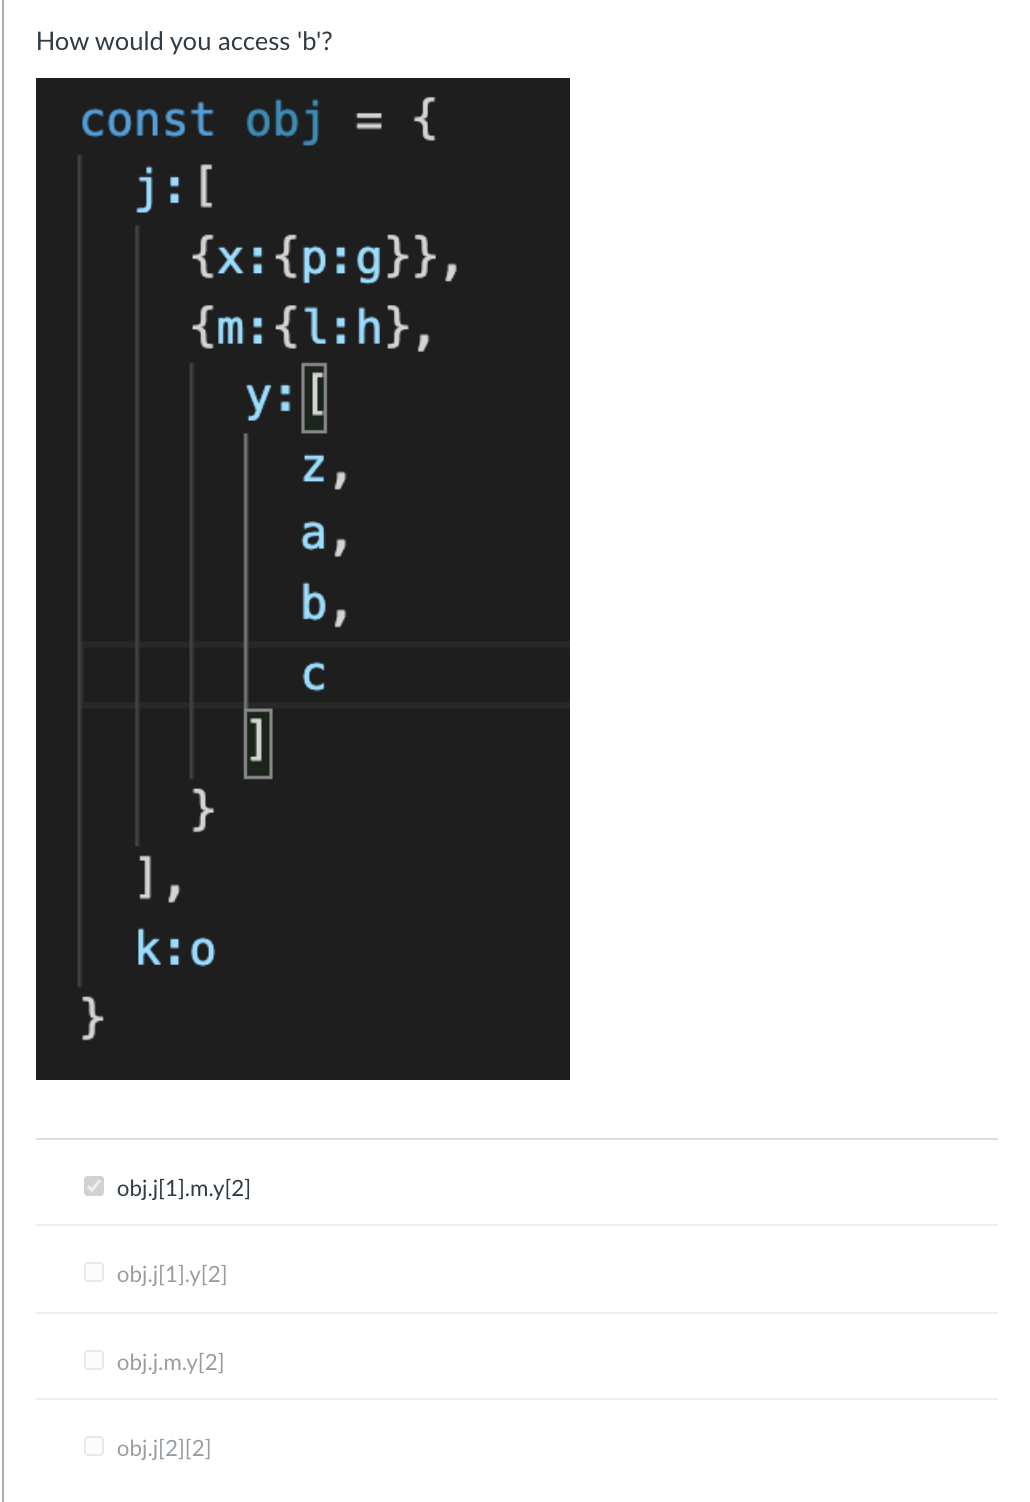 How would you access 'b'?
const obj = {
j:[
{x:{p:g}},
{m:{l:h},
y:[
z,
a,
b,
c
]
}
],
k:o
}
obj.j[1].m.y[2]
obj.j[1].y[2]
obj.j.m.y[2]
obj.j[2][2]